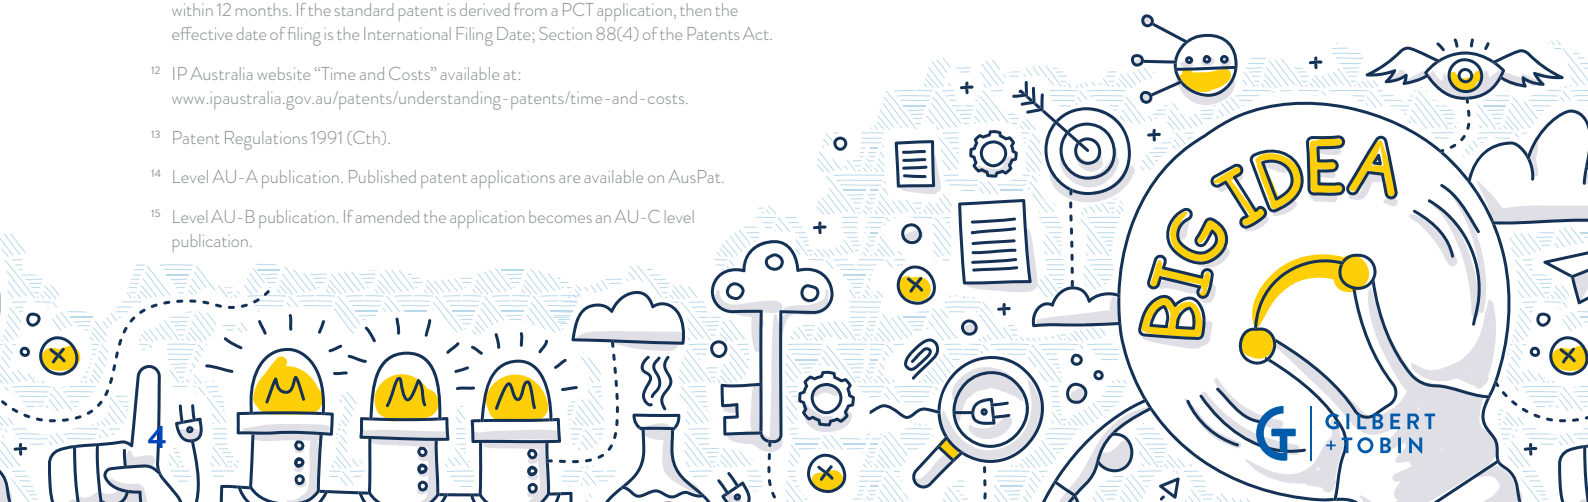 within 12 months. If the standard patent is derived from a PCT application, then the
effective date of filing is the International Filing Date; Section 88(4) of the Patents Act.
12 IP Australia website “Time and Costs” available at:
www.ipaustralia.gov.au/patents/understanding-patents/time-and-costs.
13 Patent Regulations 1991 (Cth).
14 Level AU-A publication. Published patent applications are available on AusPat.
15 Level AU-B publication. If amended the application becomes an AU-C level
publication.
BIG IDEA
4
GILBERT
+TOBIN